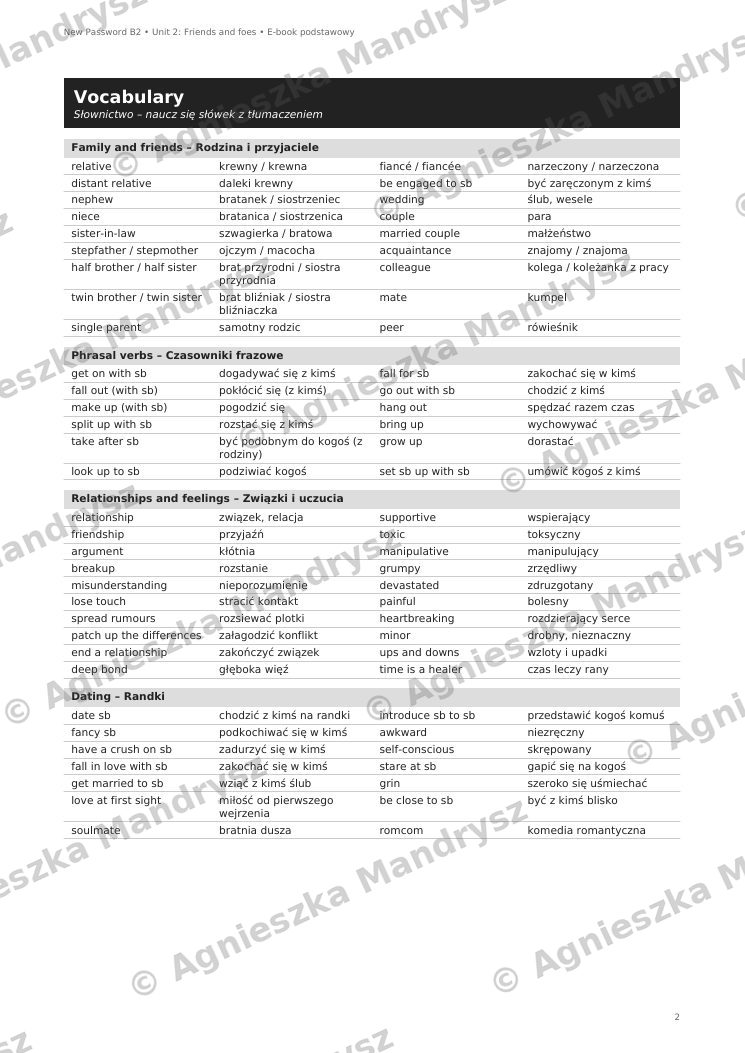 New Password B2 • Unit 2: Friends and foes • E-book podstawowy
Vocabulary
Słownictwo – naucz się słówek z tłumaczeniem
Family and friends – Rodzina i przyjaciele
relative krewny / krewna fiancé / fiancée narzeczony / narzeczona
distant relative daleki krewny be engaged to sb być zaręczonym z kimś
nephew bratanek / siostrzeniec wedding ślub, wesele
niece bratanica / siostrzenica couple para
sister-in-law szwagierka / bratowa married couple małżeństwo
stepfather / stepmother ojczym / macocha acquaintance znajomy / znajoma
half brother / half sister brat przyrodni / siostra przyrodnia colleague kolega / koleżanka z pracy
twin brother / twin sister brat bliźniak / siostra bliźniaczka mate kumpel
single parent samotny rodzic peer rówieśnik
Phrasal verbs – Czasowniki frazowe
get on with sb dogadywać się z kimś fall for sb zakochać się w kimś
fall out (with sb) pokłócić się (z kimś) go out with sb chodzić z kimś
make up (with sb) pogodzić się hang out spędzać razem czas
split up with sb rozstać się z kimś bring up wychowywać
take after sb być podobnym do kogoś (z rodziny) grow up dorastać
look up to sb podziwiać kogoś set sb up with sb umówić kogoś z kimś
Relationships and feelings – Związki i uczucia
relationship związek, relacja supportive wspierający
friendship przyjaźń toxic toksyczny
argument kłótnia manipulative manipulujący
breakup rozstanie grumpy zrzędliwy
misunderstanding nieporozumienie devastated zdruzgotany
lose touch stracić kontakt painful bolesny
spread rumours rozsiewać plotki heartbreaking rozdzierający serce
patch up the differences załagodzić konflikt minor drobny, nieznaczny
end a relationship zakończyć związek ups and downs wzloty i upadki
deep bond głęboka więź time is a healer czas leczy rany
Dating – Randki
date sb chodzić z kimś na randki introduce sb to sb przedstawić kogoś komuś
fancy sb podkochiwać się w kimś awkward niezręczny
have a crush on sb zadurzyć się w kimś self-conscious skrępowany
fall in love with sb zakochać się w kimś stare at sb gapić się na kogoś
get married to sb wziąć z kimś ślub grin szeroko się uśmiechać
love at first sight miłość od pierwszego wejrzenia be close to sb być z kimś blisko
soulmate bratnia dusza romcom komedia romantyczna
© Agnieszka Mandrysz
2